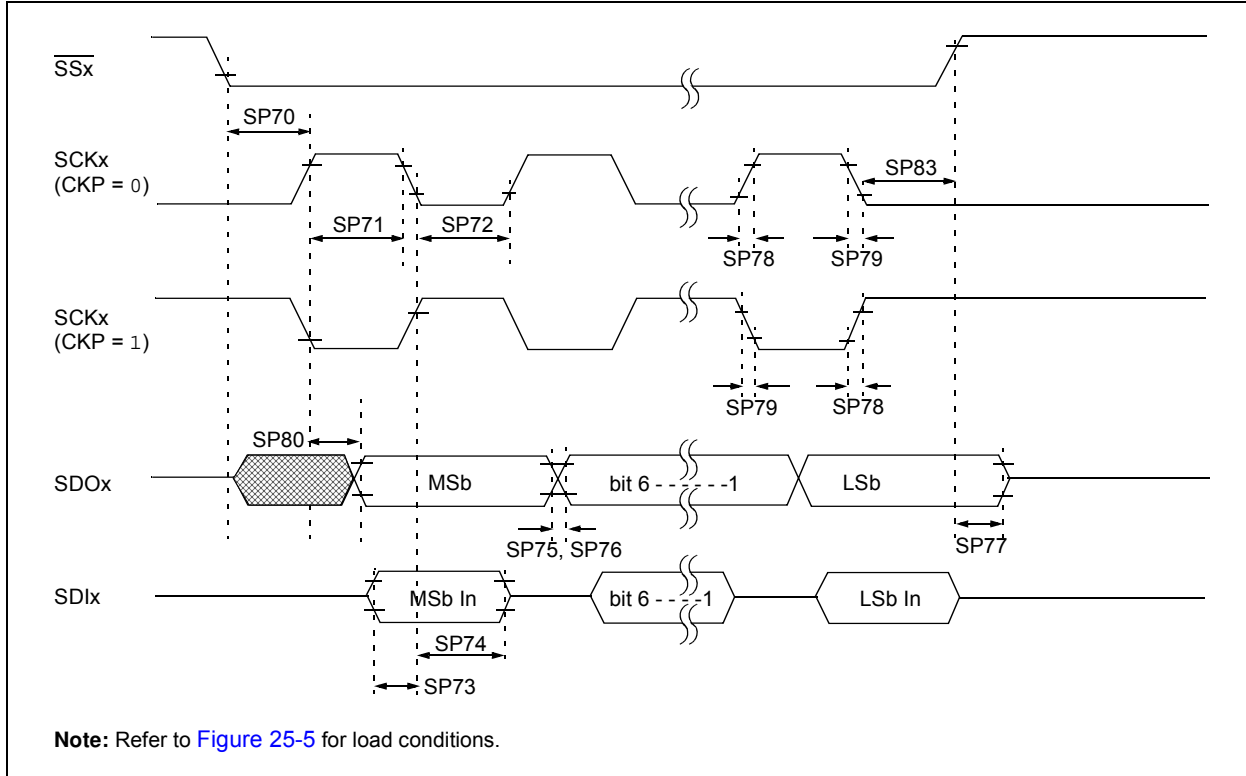 SSx
SP70
SCKx
(CKP = 0)
SP83
SP71
SP72
SP78
SP79
SCKx
(CKP = 1)
SP79
SP78
SP80
SDOx
MSb
bit 6 - - - - - - -1
LSb
SP75, SP76
SP77
SDIx
MSb In
bit 6 - - - - -1
LSb In
SP74
SP73
Note: Refer to Figure 25-5 for load conditions.